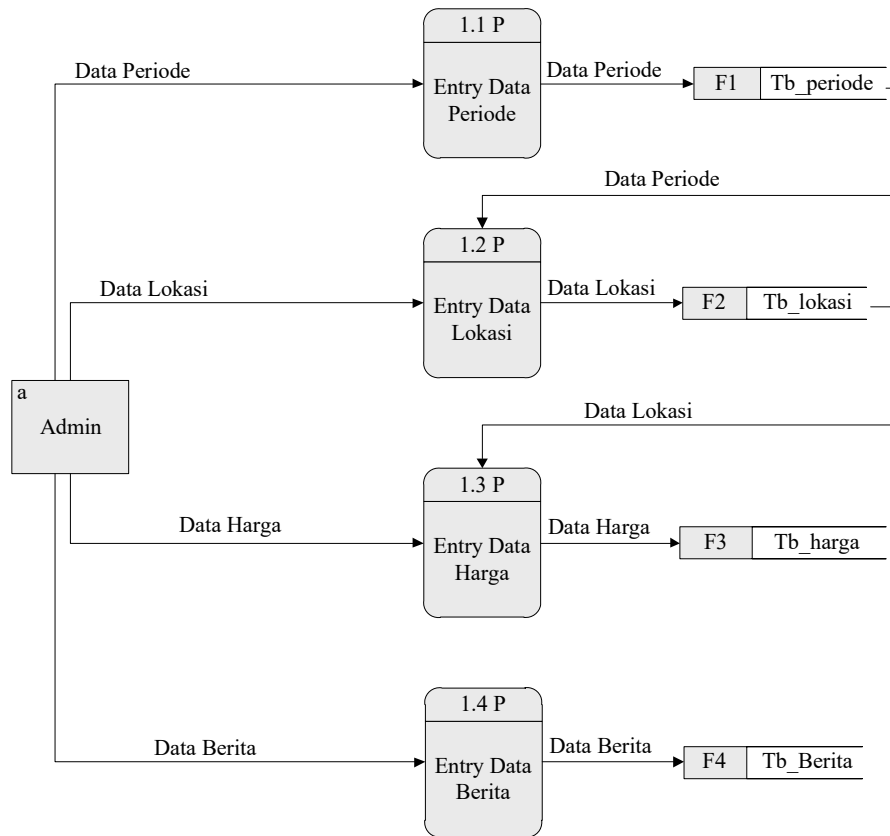 1.1 P
Data Periode
Entry Data
Periode
Data Periode
F1
Tb_periode
Data Periode
1.2 P
Data Lokasi
Entry Data
Lokasi
Data Lokasi
F2
Tb_lokasi
a
Admin
Data Lokasi
1.3 P
Data Harga
Entry Data
Harga
Data Harga
F3
Tb_harga
1.4 P
Data Berita
Entry Data
Berita
Data Berita
F4
Tb_Berita